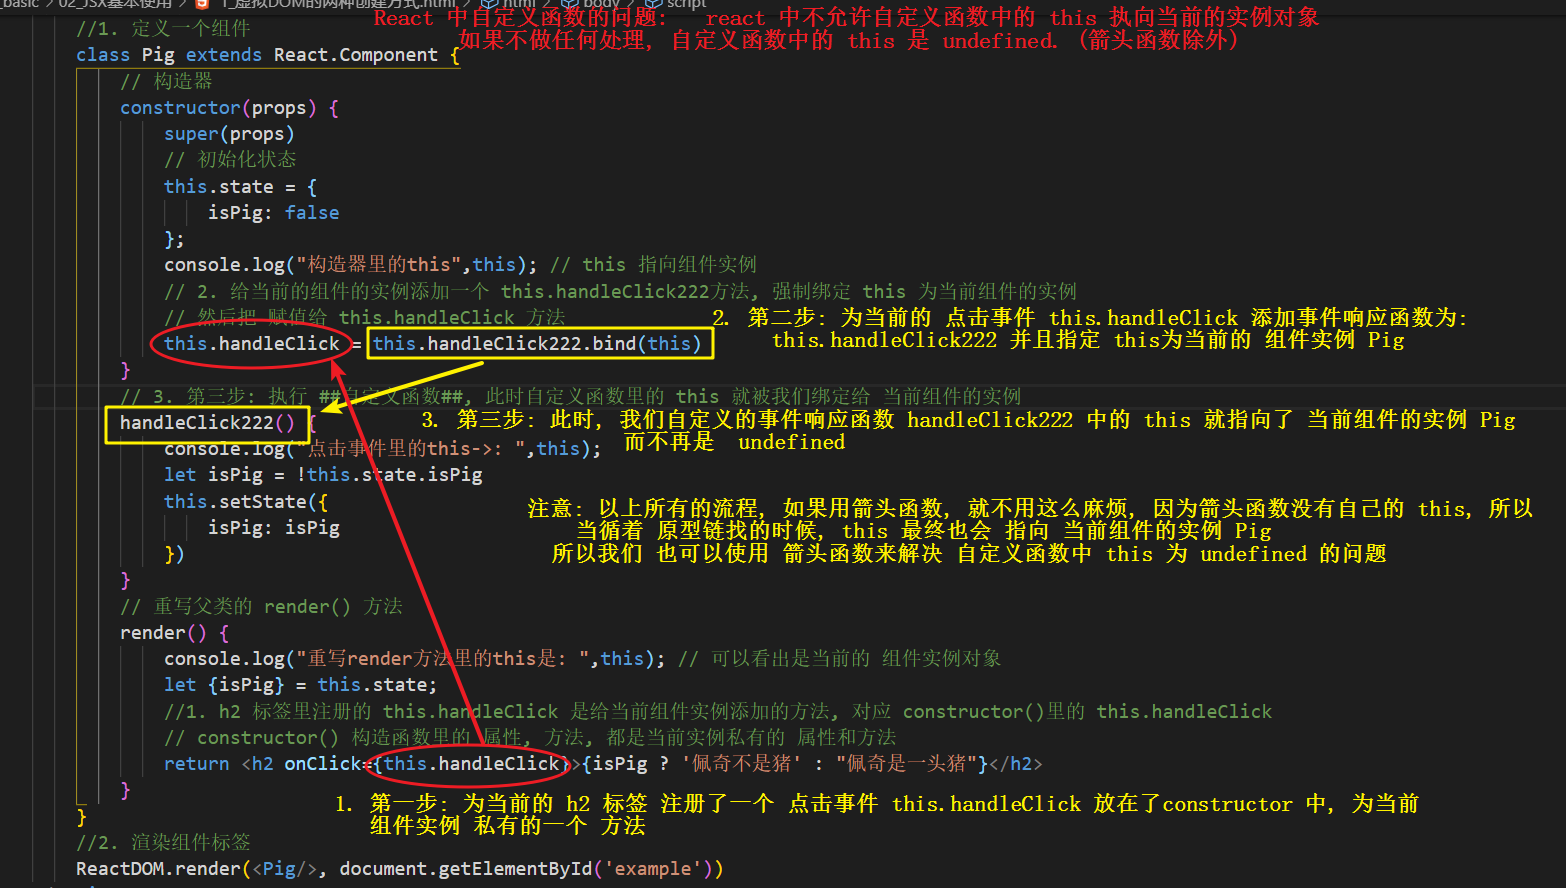 _basic > 02_JSX基本使用 > 1_虚拟DOM的两种创建方式.html > html > body > script
React 中自定义函数的问题: react 中不允许自定义函数中的 this 执向当前的实例对象
如果不做任何处理, 自定义函数中的 this 是 undefined. (箭头函数除外)
//1. 定义一个组件
class Pig extends React.Component {
// 构造器
constructor(props) {
super(props)
// 初始化状态
this.state = {
isPig: false
};
console.log("构造器里的this",this); // this 指向组件实例
// 2. 给当前的组件的实例添加一个 this.handleClick222方法, 强制绑定 this 为当前组件的实例
// 然后把 赋值给 this.handleClick 方法
2. 第二步: 为当前的 点击事件 this.handleClick 添加事件响应函数为:
this.handleClick222 并且指定 this为当前的 组件实例 Pig
this.handleClick = this.handleClick222.bind(this)
}
// 3. 第三步: 执行 ##自定义函数##, 此时自定义函数里的 this 就被我们绑定给 当前组件的实例
handleClick222() {
3. 第三步: 此时, 我们自定义的事件响应函数 handleClick222 中的 this 就指向了 当前组件的实例 Pig
而不再是 undefined
console.log("点击事件里的this->: ",this);
let isPig = !this.state.isPig
this.setState({
isPig: isPig
})
注意: 以上所有的流程, 如果用箭头函数, 就不用这么麻烦, 因为箭头函数没有自己的 this, 所以
当循着 原型链找的时候, this 最终也会 指向 当前组件的实例 Pig
所以我们 也可以使用 箭头函数来解决 自定义函数中 this 为 undefined 的问题
}
// 重写父类的 render() 方法
render() {
console.log("重写render方法里的this是: ",this); // 可以看出是当前的 组件实例对象
let {isPig} = this.state;
//1. h2 标签里注册的 this.handleClick 是给当前组件实例添加的方法, 对应 constructor()里的 this.handleClick
// constructor() 构造函数里的 属性, 方法, 都是当前实例私有的 属性和方法
return <h2 onClick={this.handleClick}>{isPig ? '佩奇不是猪' : "佩奇是一头猪"}</h2>
}
1. 第一步: 为当前的 h2 标签 注册了一个 点击事件 this.handleClick 放在了constructor 中, 为当前
组件实例 私有的一个 方法
}
//2. 渲染组件标签
ReactDOM.render(<Pig/>, document.getElementById('example'))